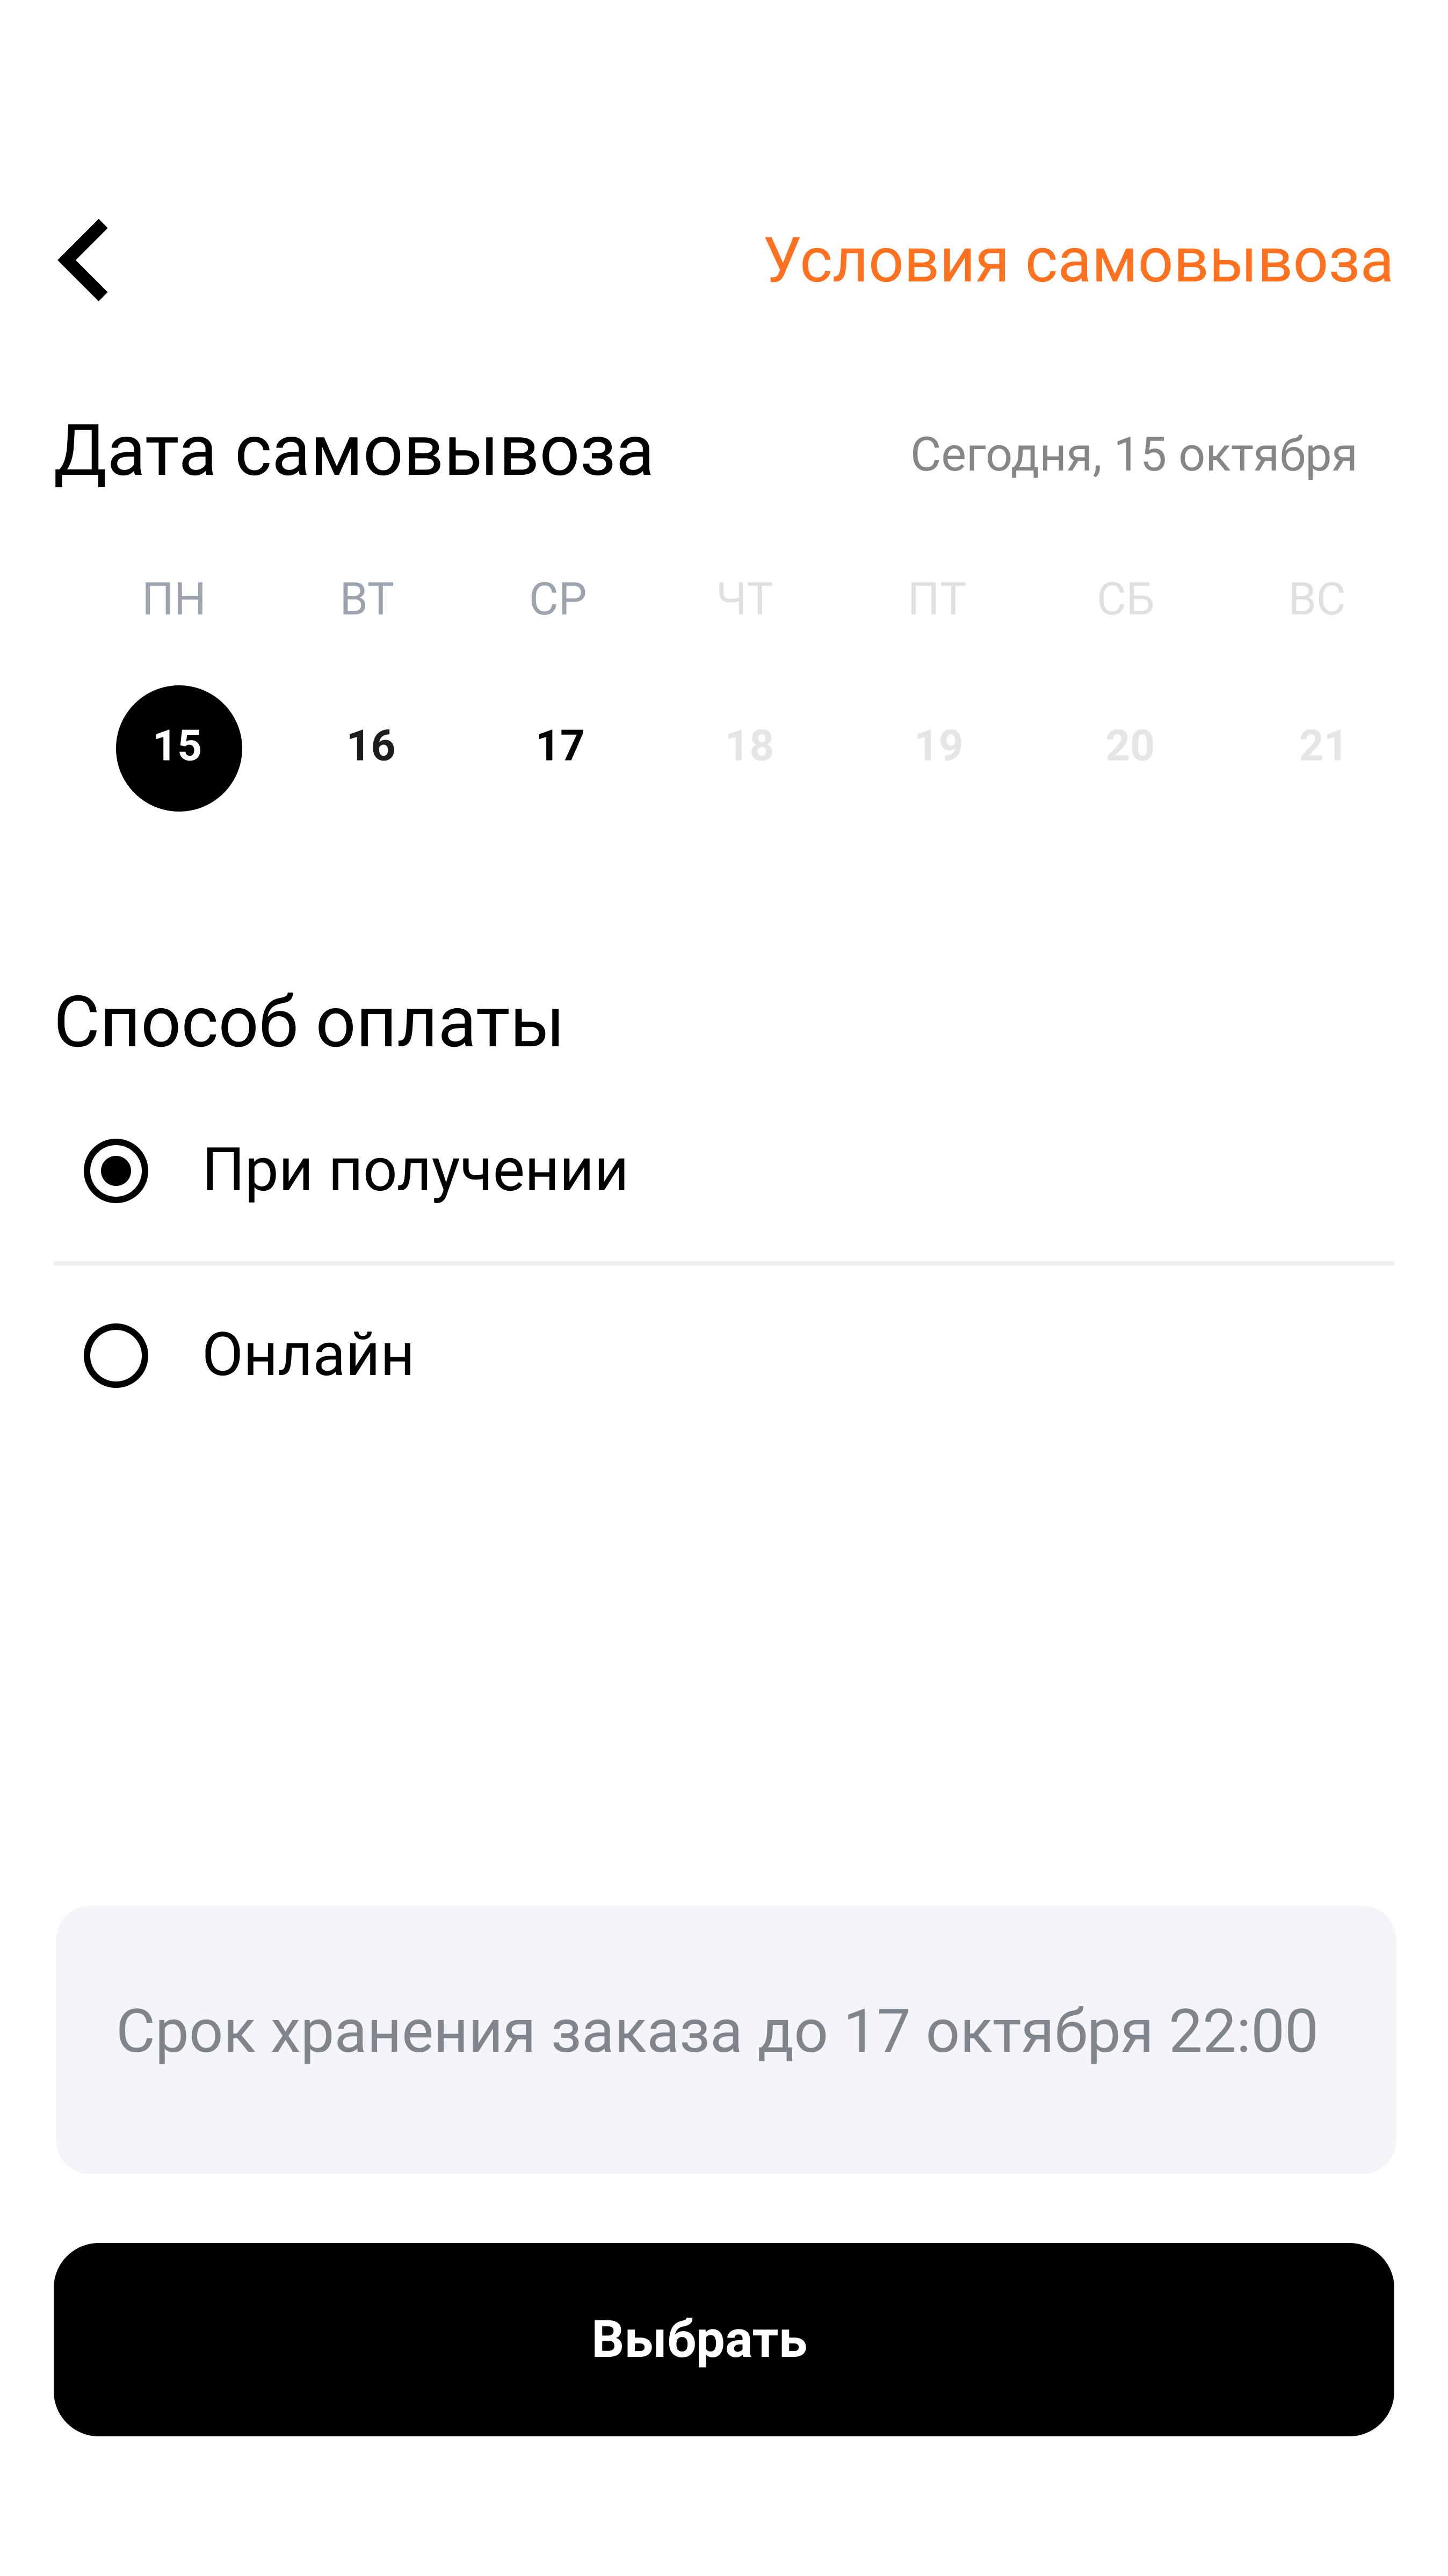 Условия самовывоза
Дата самовывоза Сегодня, 15 октября
ПН ВТ СР ЧТ ПТ СБ ВС
15 16 17 18 19 20 21
Способ оплаты
При получении
Онлайн
Срок хранения заказа до 17 октября 22:00
Выбрать